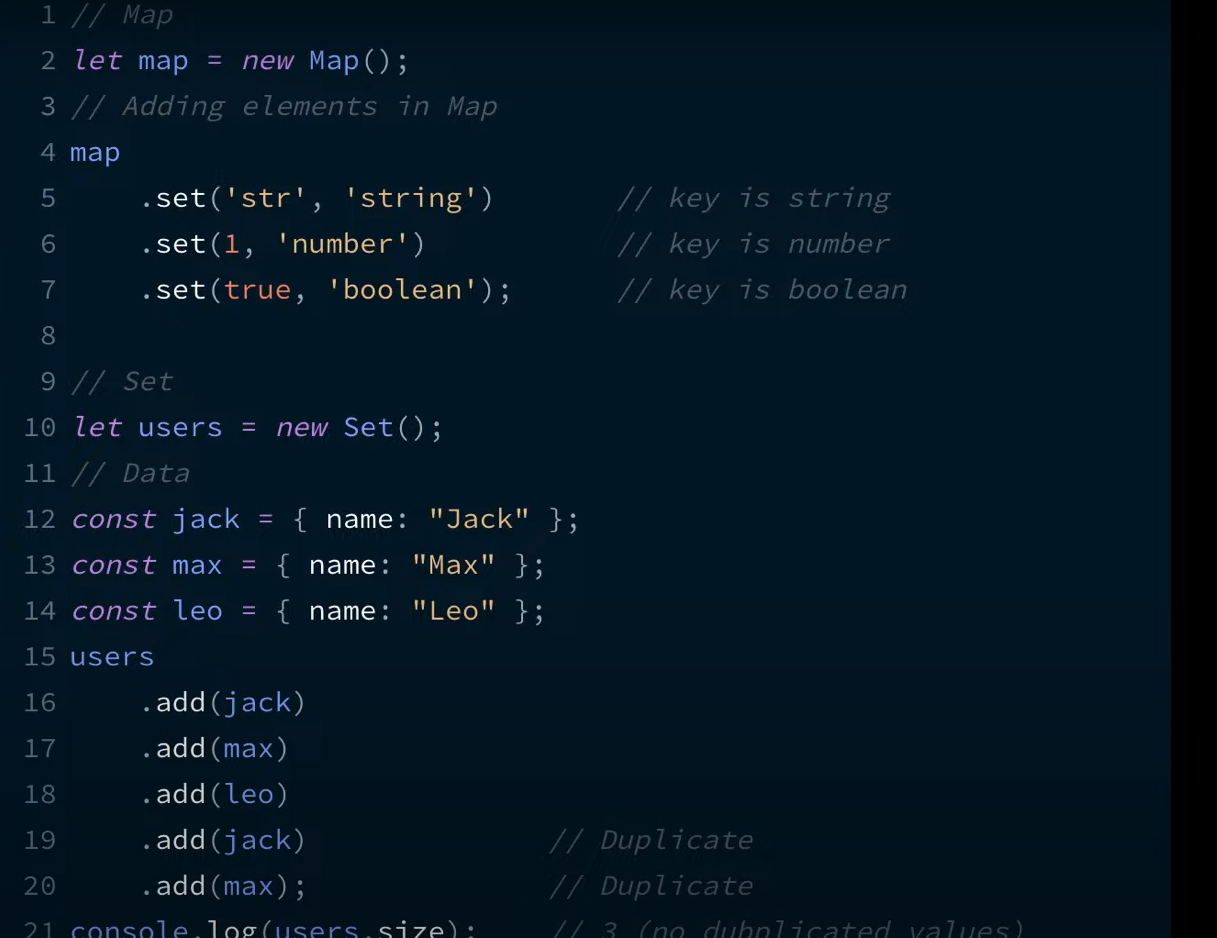 1 // Map
2 let map = new Map();
3 // Adding elements in Map
4 map
5     .set('str', 'string')       // key is string
6     .set(1, 'number')           // key is number
7     .set(true, 'boolean');      // key is boolean
8
9 // Set
10 let users = new Set();
11 // Data
12 const jack = { name: "Jack" };
13 const max = { name: "Max" };
14 const leo = { name: "Leo" };
15 users
16     .add(jack)
17     .add(max)
18     .add(leo)
19     .add(jack)              // Duplicate
20     .add(max);              // Duplicate
21 console.log(users.size);    // 3 (no dubplicated values)